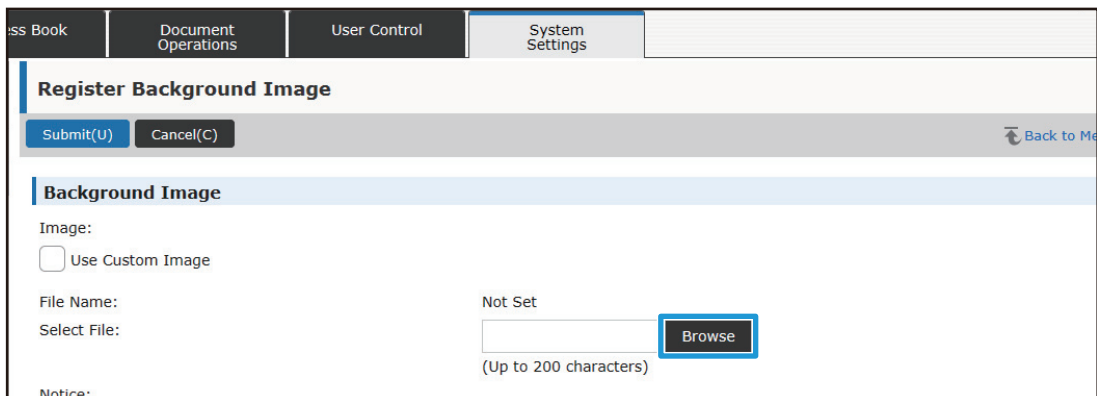 ess Book
Document
Operations
User Control
System
Settings
Register Background Image
Submit(U)
Cancel(C)
Back to Me
Background Image
Image:
Use Custom Image
File Name:
Not Set
Select File:
Browse
(Up to 200 characters)
Notice: